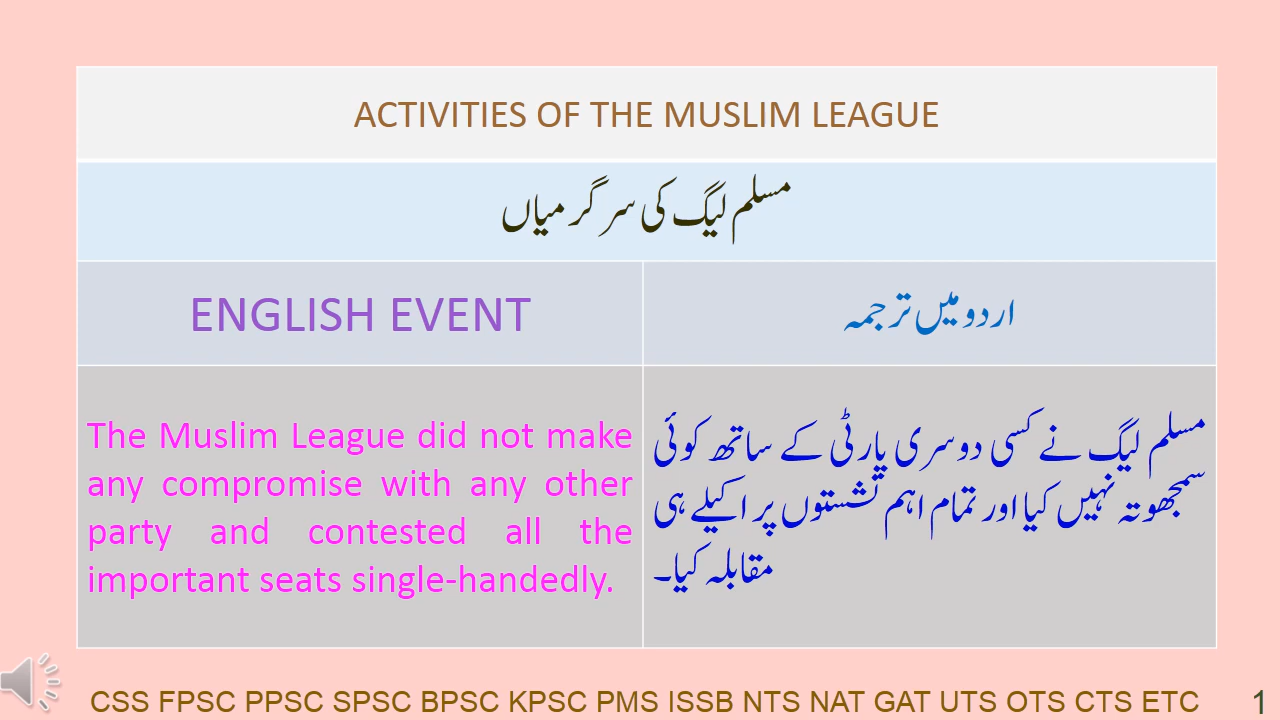 ACTIVITIES OF THE MUSLIM LEAGUE
مسلم لیگ کی سرگرمیاں
ENGLISH EVENT
اردو میں ترجمہ
The Muslim League did not make
any compromise with any other
party and contested all the
important seats single-handedly.
مسلم لیگ نے کسی دوسری پارٹی کے ساتھ کوئی
سمجھوتہ نہیں کیا اور تمام اہم نشستوں پر اکیلے ہی
مقابلہ کیا۔
CSS FPSC PPSC SPSC BPSC KPSC PMS ISSB NTS NAT GAT UTS OTS CTS ETC
1